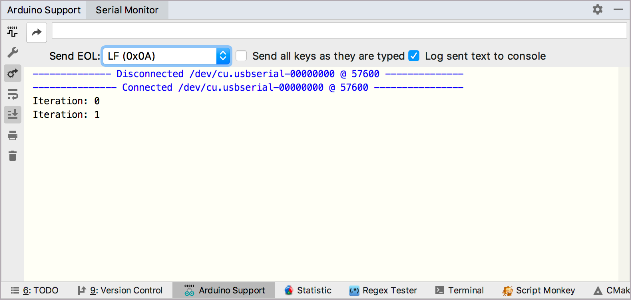 Arduino Support Serial Monitor
Send EOL: LF (0x0A) Send all keys as they are typed Log sent text to console
-------------- Disconnected /dev/cu.usbserial-00000000 @ 57600 --------------
--------------- Connected /dev/cu.usbserial-00000000 @ 57600 ----------------
Iteration: 0
Iteration: 1
6: TODO 9: Version Control Arduino Support Statistic Regex Tester Terminal Script Monkey CMak